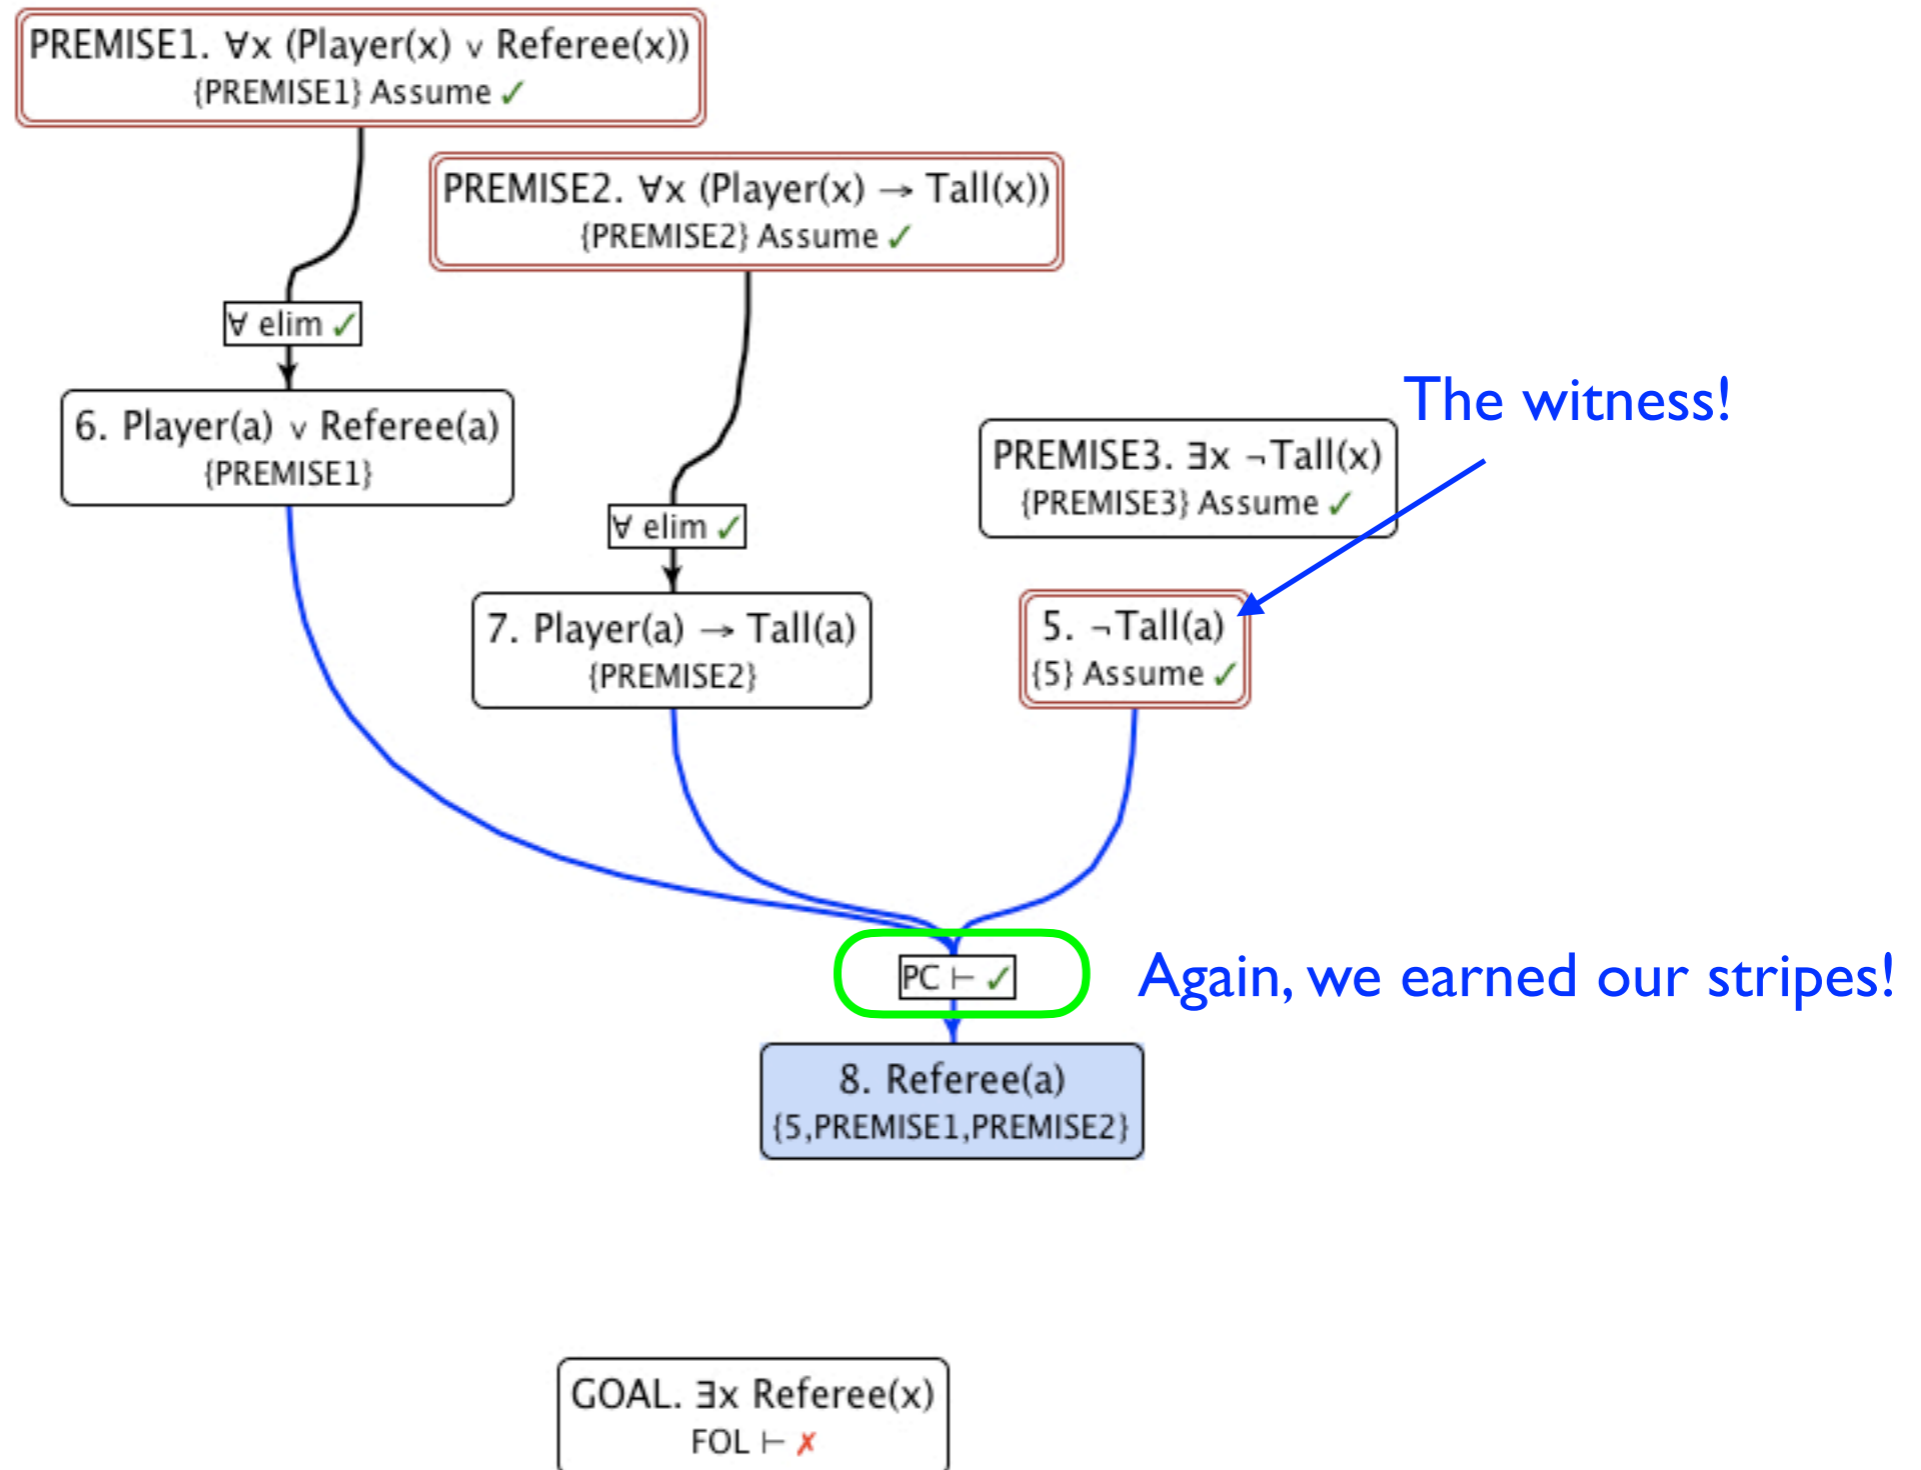 PREMISE1. ∀x (Player(x) ∨ Referee(x))
{PREMISE1} Assume ✓
PREMISE2. ∀x (Player(x) → Tall(x))
{PREMISE2} Assume ✓
∀ elim ✓
6. Player(a) ∨ Referee(a)
{PREMISE1}
The witness!
PREMISE3. ∃x ¬Tall(x)
{PREMISE3} Assume ✓
∀ elim ✓
7. Player(a) → Tall(a)
{PREMISE2}
5. ¬Tall(a)
{5} Assume ✓
PC ⊢ ✓
Again, we earned our stripes!
8. Referee(a)
{5,PREMISE1,PREMISE2}
GOAL. ∃x Referee(x)
FOL ⊢ ✗